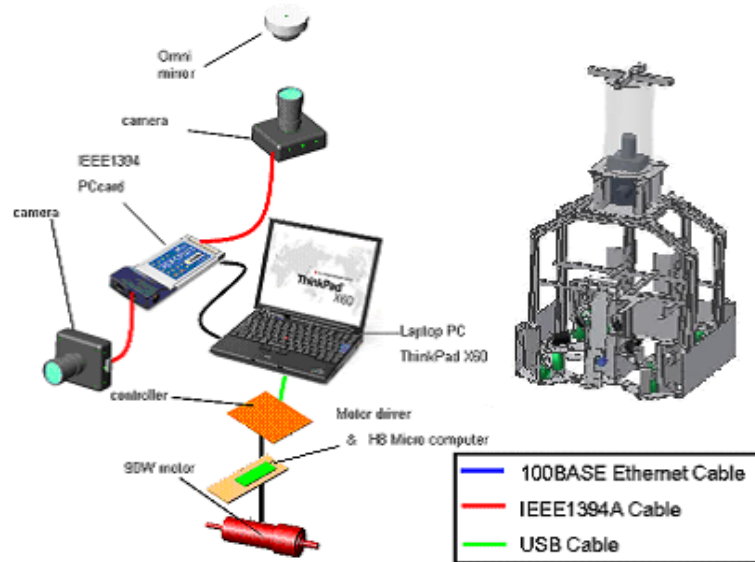 Omni
mirror
camera
IEEE1394
PCcard
camera
ThinkPad
X60
Laptop PC
ThinkPad X60
controller
Motor driver
& H8 Micro computer
90W motor
100BASE Ethernet Cable
IEEE1394A Cable
USB Cable